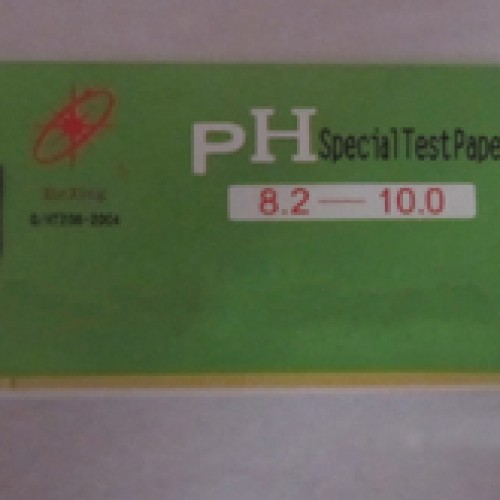 pH Special Test Pape
8.2 — 10.0